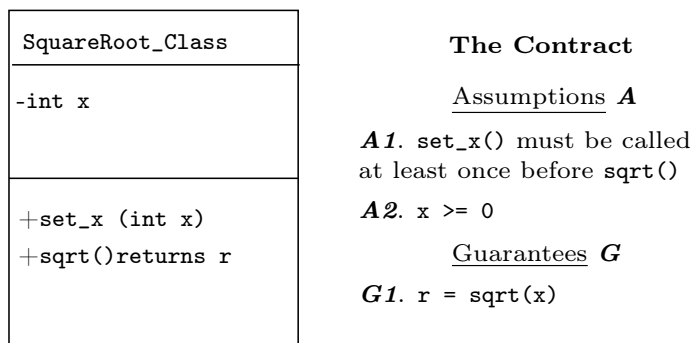 SquareRoot_Class
-int x
+set_x (int x)
+sqrt()returns r
The Contract
Assumptions A
A1. set_x() must be called
at least once before sqrt()
A2. x >= 0
Guarantees G
G1. r = sqrt(x)